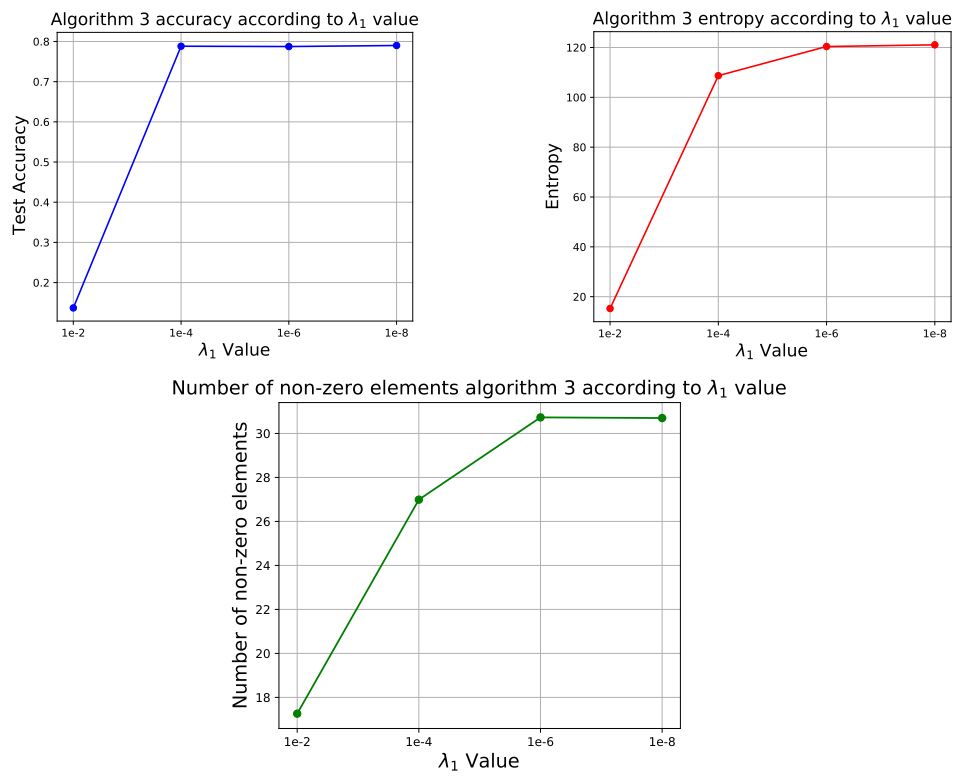 Algorithm 3 accuracy according to λ₁ value
0.8
0.7
0.6
0.5
0.4
0.3
0.2
Test Accuracy
1e-2 1e-4 1e-6 1e-8
λ₁ Value
Algorithm 3 entropy according to λ₁ value
120
100
80
60
40
20
Entropy
1e-2 1e-4 1e-6 1e-8
λ₁ Value
Number of non-zero elements algorithm 3 according to λ₁ value
30
28
26
24
22
20
18
Number of non-zero elements
1e-2 1e-4 1e-6 1e-8
λ₁ Value